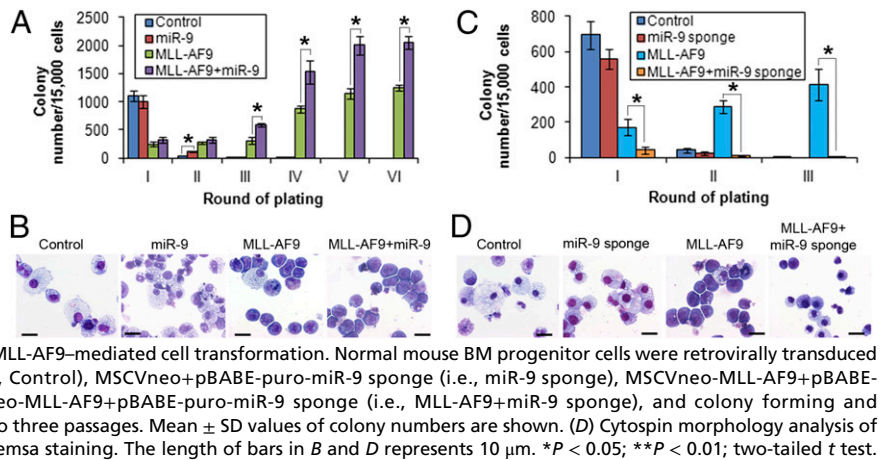 A
Colony
number/15,000 cells
2500
2000
1500
1000
500
0
Control
miR-9
MLL-AF9
MLL-AF9+miR-9
*
*
*
*
*
I II III IV V VI
Round of plating
C
Colony
number/15,000 cells
800
600
400
200
0
Control
miR-9 sponge
MLL-AF9
MLL-AF9+miR-9 sponge
*
*
*
I II III
Round of plating
B
Control miR-9 MLL-AF9 MLL-AF9+miR-9
D
Control miR-9 sponge MLL-AF9 MLL-AF9+
miR-9 sponge
MLL-AF9–mediated cell transformation. Normal mouse BM progenitor cells were retrovirally transduced
, Control), MSCVneo+pBABE-puro-miR-9 sponge (i.e., miR-9 sponge), MSCVneo-MLL-AF9+pBABE-
eo-MLL-AF9+pBABE-puro-miR-9 sponge (i.e., MLL-AF9+miR-9 sponge), and colony forming and
o three passages. Mean ± SD values of colony numbers are shown. (D) Cytospin morphology analysis of
emsa staining. The length of bars in B and D represents 10 μm. *P < 0.05; **P < 0.01; two-tailed t test.